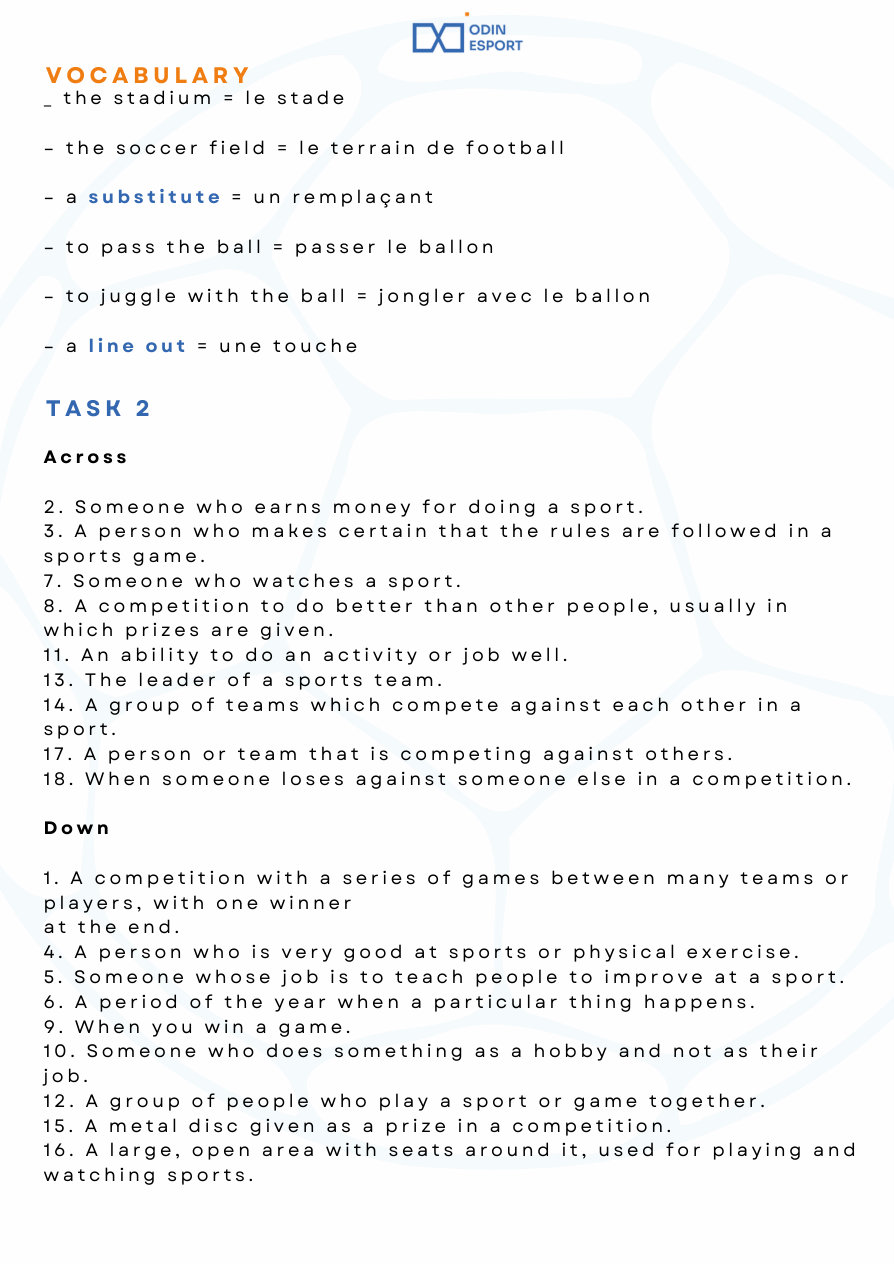 ODIN
ESPORT
VOCABULARY
_ the stadium = le stade
– the soccer field = le terrain de football
– a substitute = un remplaçant
– to pass the ball = passer le ballon
– to juggle with the ball = jongler avec le ballon
– a line out = une touche
TASK 2
Across
2. Someone who earns money for doing a sport.
3. A person who makes certain that the rules are followed in a
sports game.
7. Someone who watches a sport.
8. A competition to do better than other people, usually in
which prizes are given.
11. An ability to do an activity or job well.
13. The leader of a sports team.
14. A group of teams which compete against each other in a
sport.
17. A person or team that is competing against others.
18. When someone loses against someone else in a competition.
Down
1. A competition with a series of games between many teams or
players, with one winner
at the end.
4. A person who is very good at sports or physical exercise.
5. Someone whose job is to teach people to improve at a sport.
6. A period of the year when a particular thing happens.
9. When you win a game.
10. Someone who does something as a hobby and not as their
job.
12. A group of people who play a sport or game together.
15. A metal disc given as a prize in a competition.
16. A large, open area with seats around it, used for playing and
watching sports.